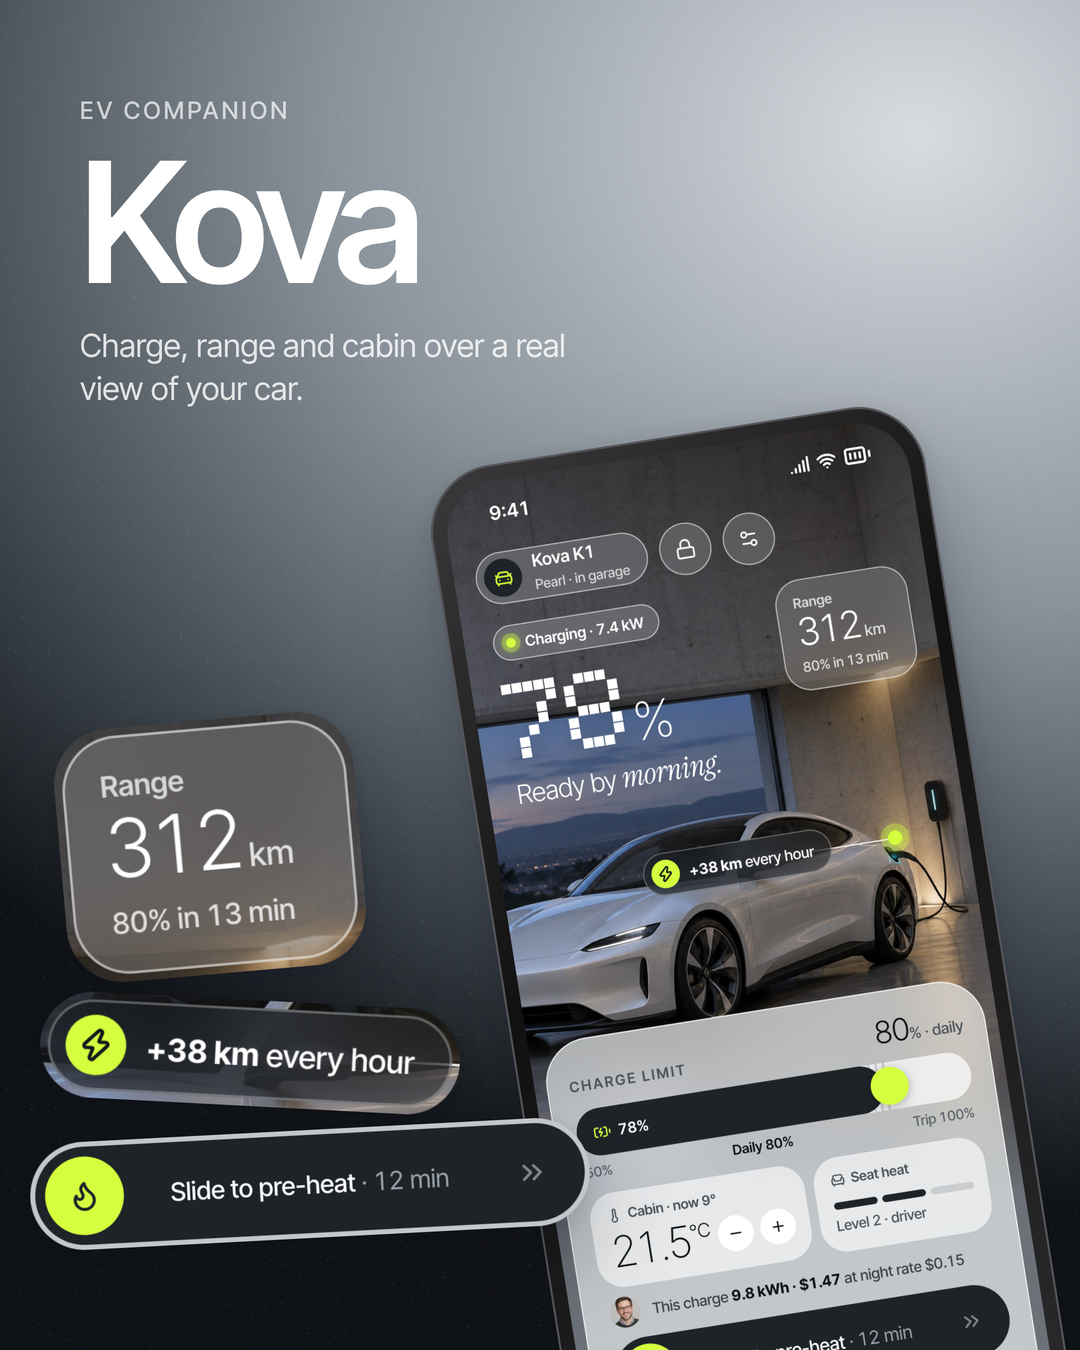 EV COMPANION
Kova
Charge, range and cabin over a real
view of your car.
9:41
Kova K1
Pearl · in garage
Charging · 7.4 kW
Range
312 km
80% in 13 min
78%
Ready by morning.
+38 km every hour
Range
312 km
80% in 13 min
+38 km every hour
Slide to pre-heat · 12 min
80% · daily
CHARGE LIMIT
78%
50%
Daily 80%
Trip 100%
Cabin · now 9°
21.5°C
− +
Seat heat
Level 2 · driver
This charge 9.8 kWh · $1.47 at night rate $0.15
pre-heat · 12 min